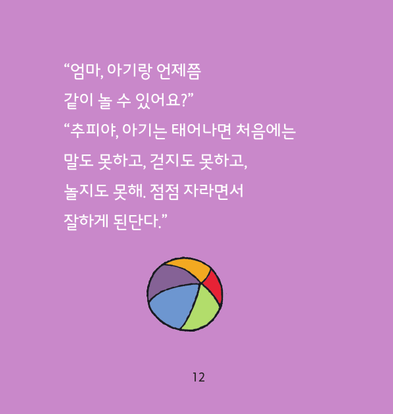 “엄마, 아기랑 언제쯤
같이 놀 수 있어요?”
“추피야, 아기는 태어나면 처음에는
말도 못하고, 걷지도 못하고,
놀지도 못해. 점점 자라면서
잘하게 된단다.”
12